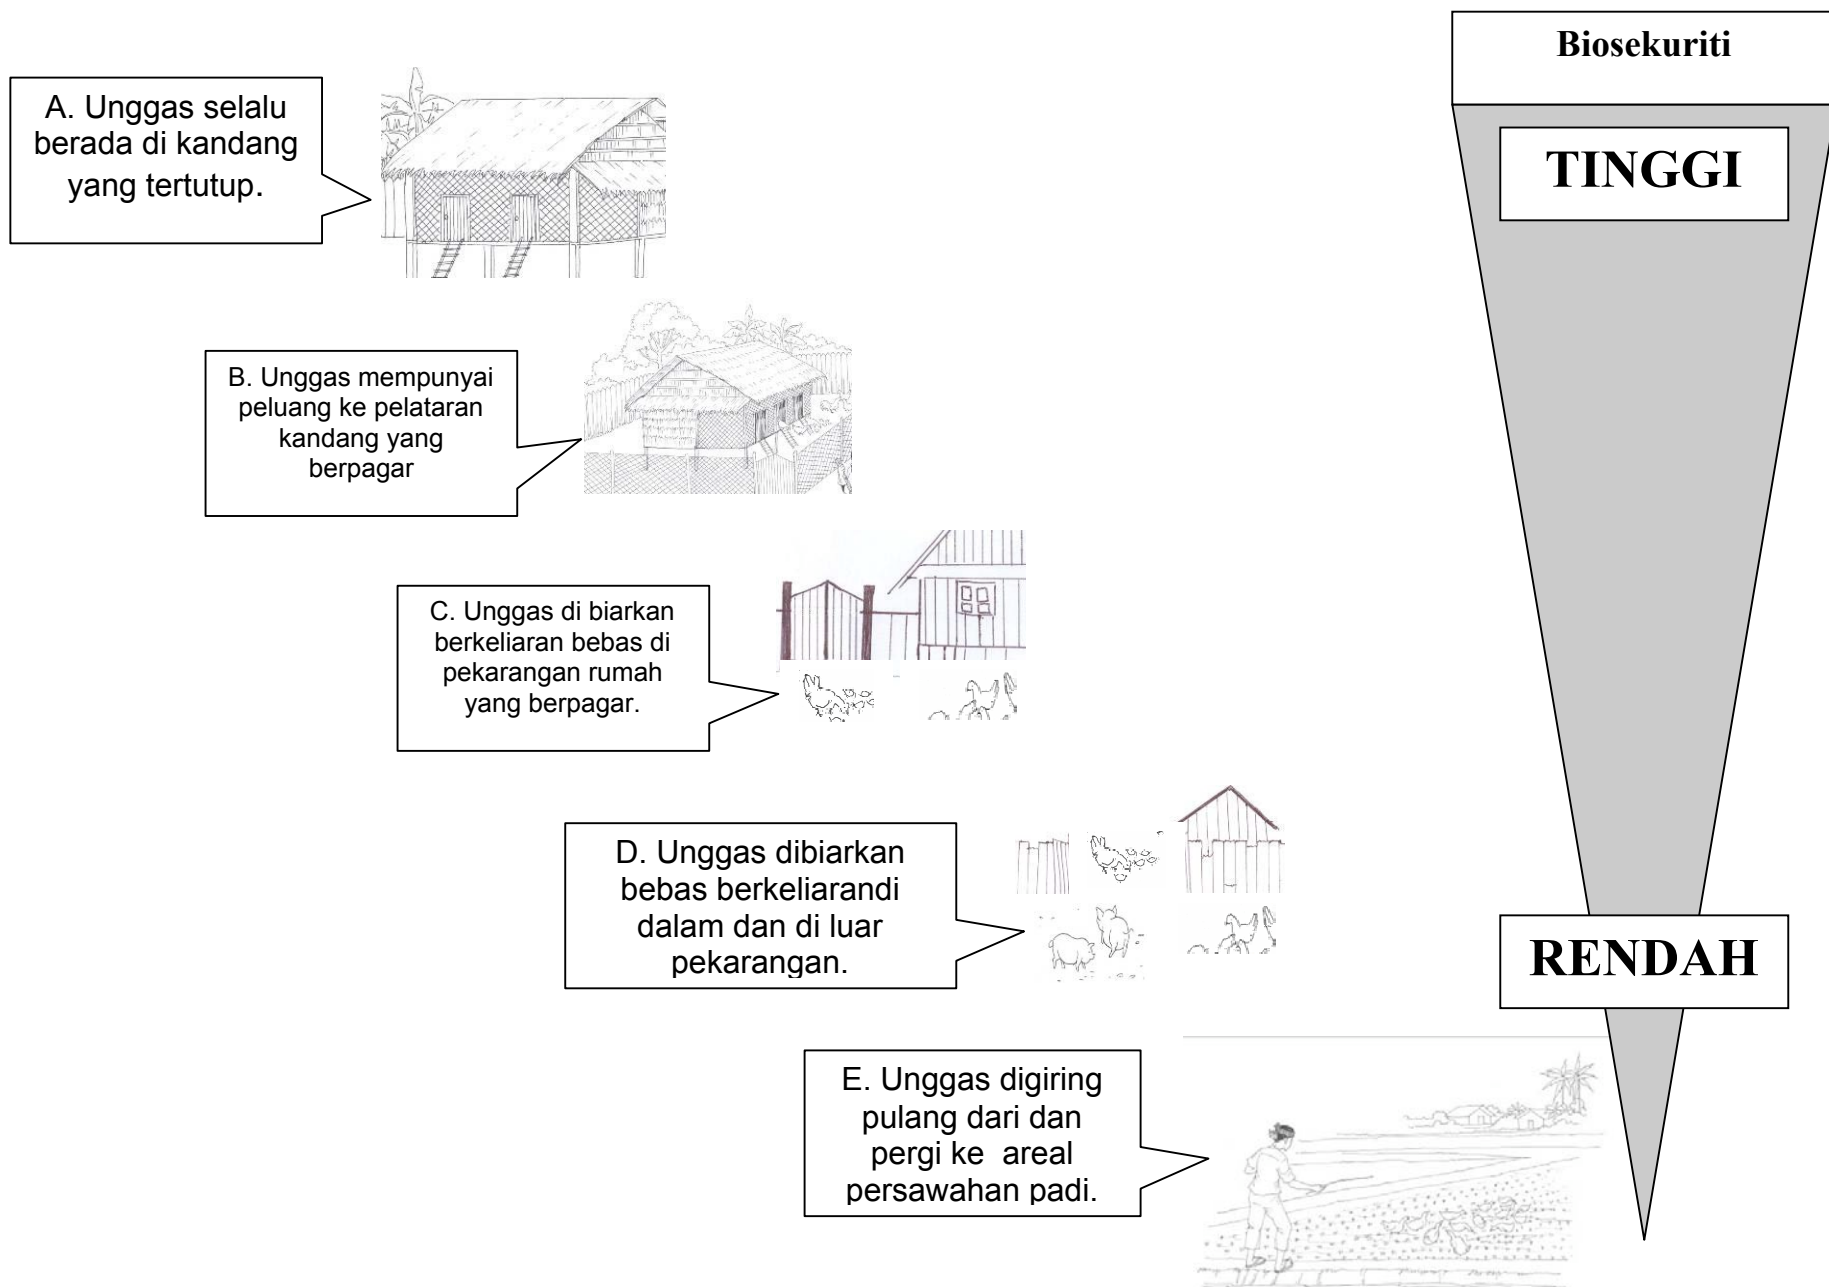 Biosekuriti
TINGGI
A. Unggas selalu
berada di kandang
yang tertutup.
B. Unggas mempunyai
peluang ke pelataran
kandang yang
berpagar
C. Unggas di biarkan
berkeliaran bebas di
pekarangan rumah
yang berpagar.
D. Unggas dibiarkan
bebas berkeliarandi
dalam dan di luar
pekarangan.
RENDAH
E. Unggas digiring
pulang dari dan
pergi ke  areal
persawahan padi.